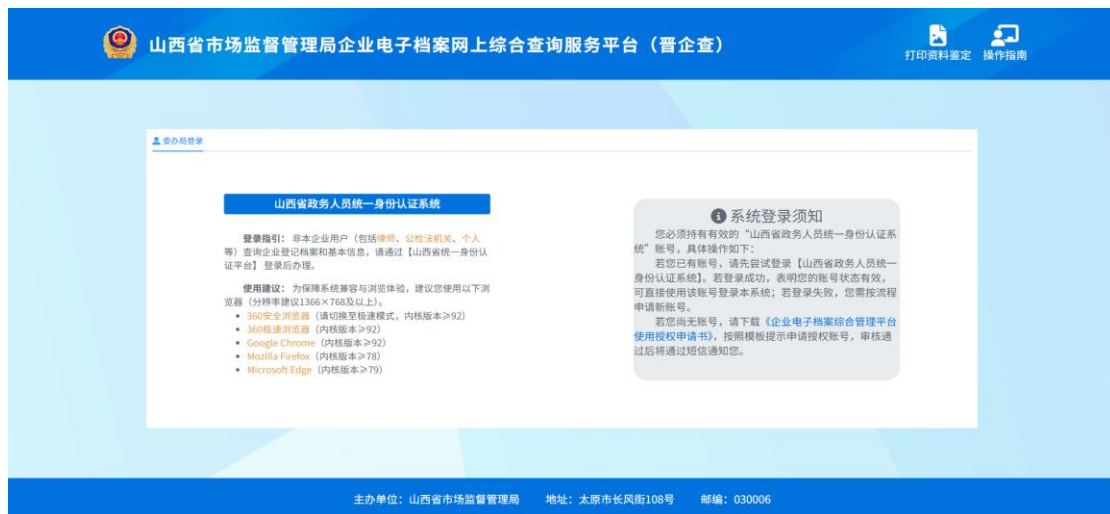 山西省市场监督管理局企业电子档案网上综合查询服务平台（晋企查）
打印资料鉴定 操作指南
委办局登录
山西省政务人员统一身份认证系统
登录指引：非本企业用户（包括律师、公检法机关、个人
等）查询企业登记档案和基本信息，请通过【山西省统一身份认
证平台】登录后办理。
使用建议：为保障系统兼容与浏览体验，建议您使用以下浏
览器（分辨率建议1366×768及以上）。
• 360安全浏览器（请切换至极速模式，内核版本≥92）
• 360极速浏览器（内核版本≥92）
• Google Chrome（内核版本≥92）
• Mozilla Firefox（内核版本≥78）
• Microsoft Edge（内核版本≥79）
系统登录须知
您必须持有有效的“山西省政务人员统一身份认证系
统”账号，具体操作如下：
若您已有账号，请先尝试登录【山西省政务人员统一
身份认证系统】。若登录成功，表明您的账号状态有效，
可直接使用该账号登录本系统；若登录失败，您需按流程
申请新账号。
若您尚无账号，请下载《企业电子档案综合管理平台
使用授权申请书》，按照模板提示申请授权账号，审核通
过后将通过短信通知您。
主办单位：山西省市场监督管理局 地址：太原市长风街108号 邮编：030006